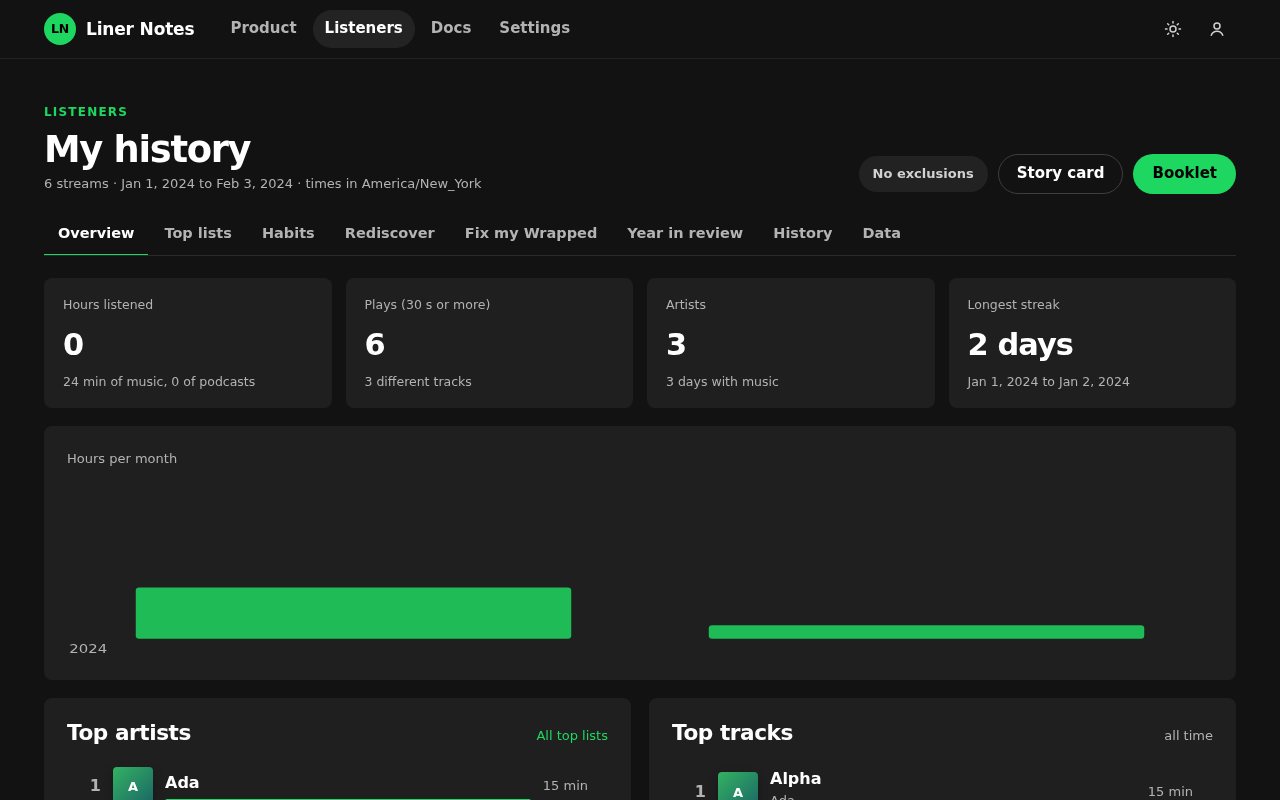 LN Liner Notes Product Listeners Docs Settings
LISTENERS
My history
6 streams · Jan 1, 2024 to Feb 3, 2024 · times in America/New_York
No exclusions Story card Booklet
Overview Top lists Habits Rediscover Fix my Wrapped Year in review History Data
Hours listened
0
24 min of music, 0 of podcasts
Plays (30 s or more)
6
3 different tracks
Artists
3
3 days with music
Longest streak
2 days
Jan 1, 2024 to Jan 2, 2024
Hours per month
2024
Top artists All top lists
1 A Ada 15 min
Top tracks all time
1 A Alpha 15 min
Ada